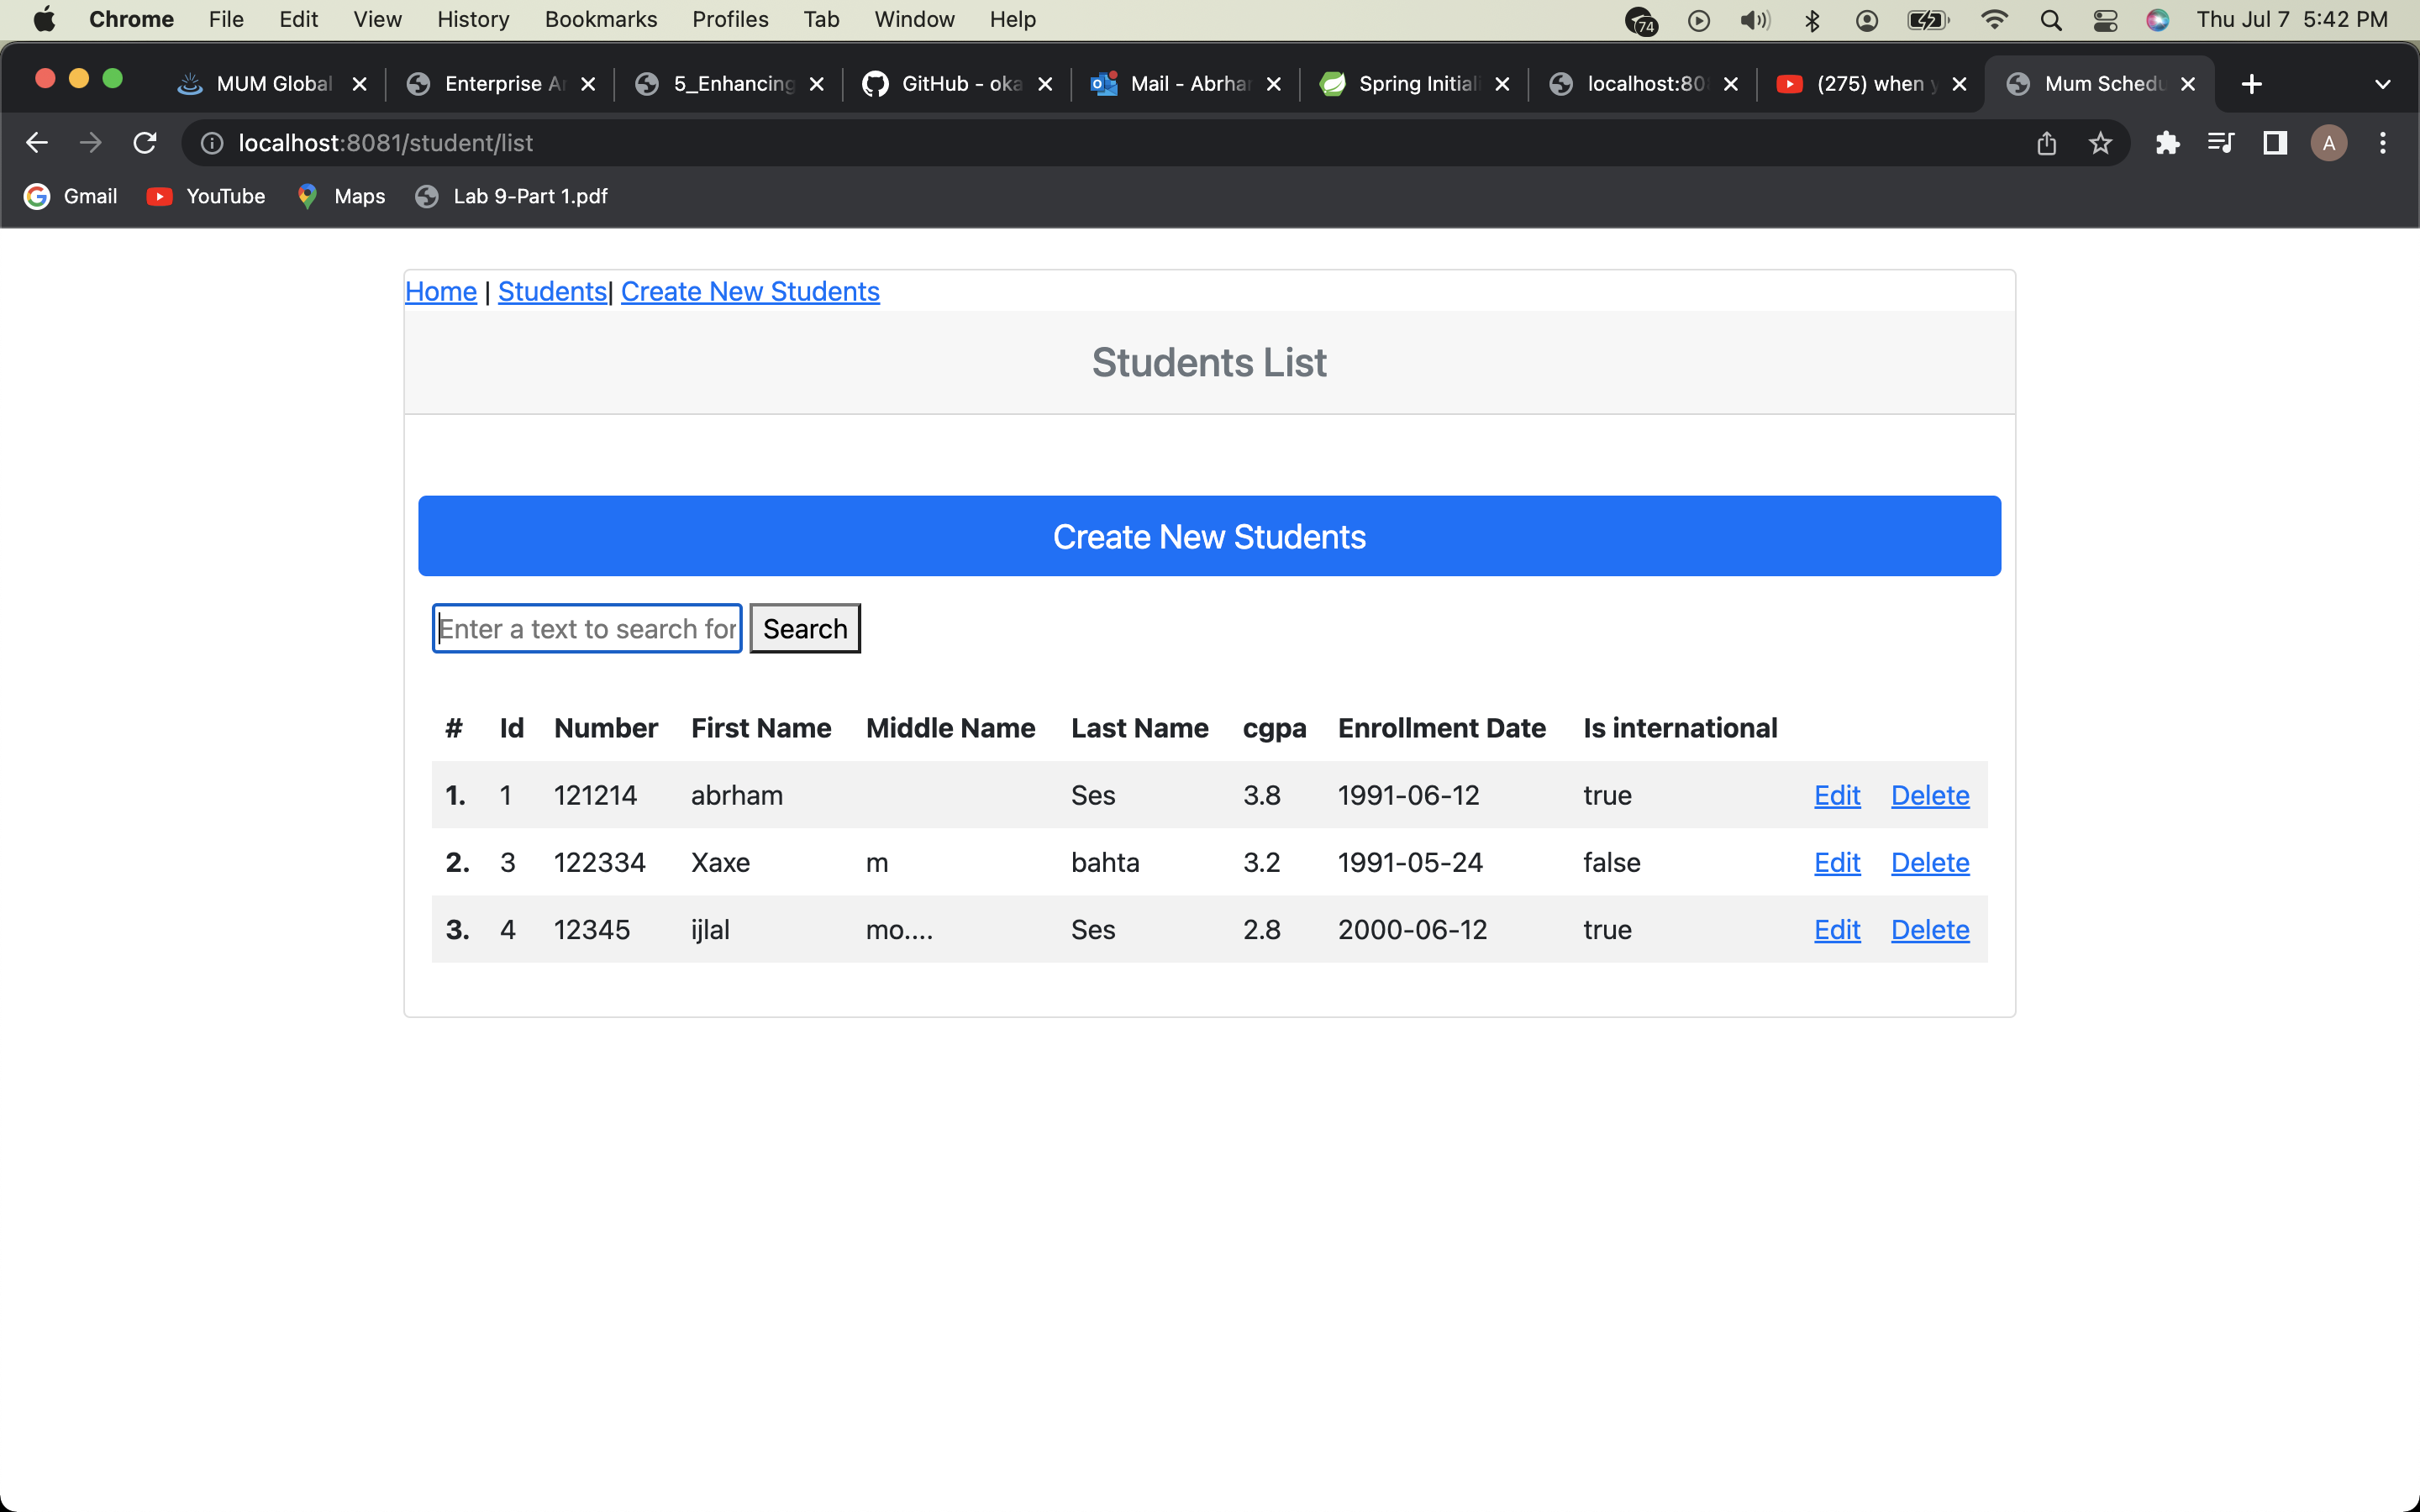 Chrome File Edit View History Bookmarks Profiles Tab Window Help 74 Thu Jul 7 5:42 PM
MUM Global Enterprise Ar 5_Enhancing GitHub - oka Mail - Abrhar Spring Initiali localhost:80 (275) when y Mum Schedu
localhost:8081/student/list A
Gmail YouTube Maps Lab 9-Part 1.pdf
Home | Students| Create New Students
Students List
Create New Students
Enter a text to search for Search
# Id Number First Name Middle Name Last Name cgpa Enrollment Date Is international
1. 1 121214 abrham Ses 3.8 1991-06-12 true Edit Delete
2. 3 122334 Xaxe m bahta 3.2 1991-05-24 false Edit Delete
3. 4 12345 ijlal mo.... Ses 2.8 2000-06-12 true Edit Delete